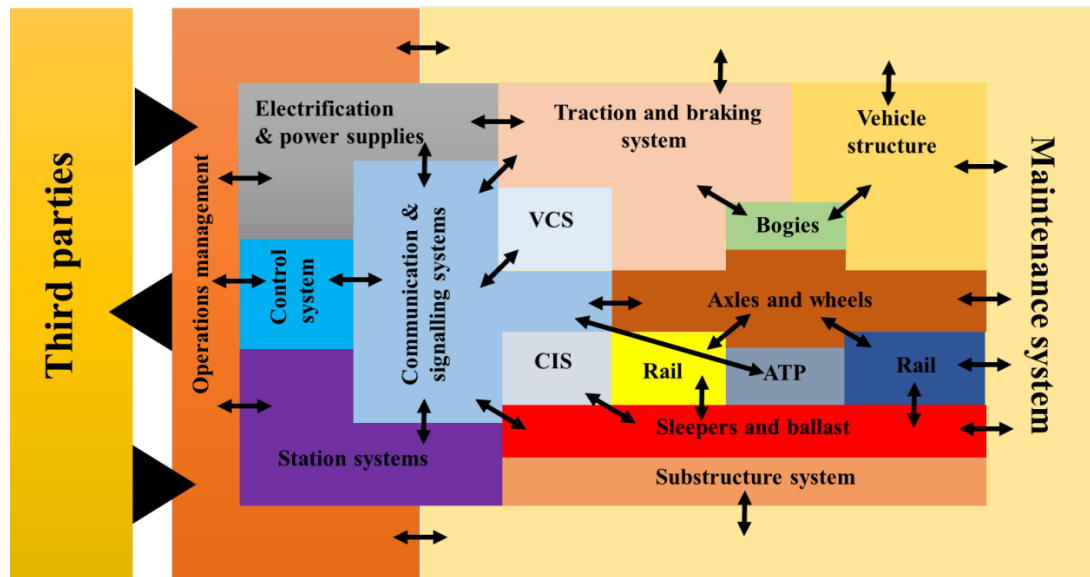 Third parties
Operations management
Electrification
& power supplies
Traction and braking
system
Vehicle
structure
Maintenance system
Communication &
signalling systems
VCS
Bogies
Control
system
Axles and wheels
CIS
Rail
ATP
Rail
Sleepers and ballast
Station systems
Substructure system